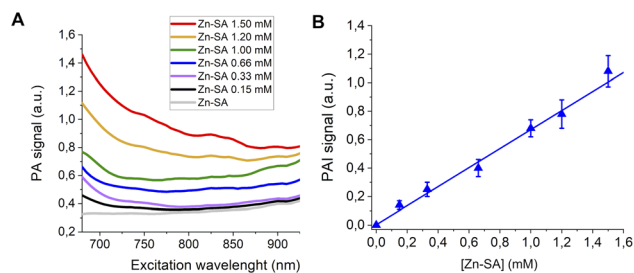 A
Zn-SA 1.50 mM
Zn-SA 1.20 mM
Zn-SA 1.00 mM
Zn-SA 0.66 mM
Zn-SA 0.33 mM
Zn-SA 0.15 mM
Zn-SA
PA signal (a.u.)
1,6
1,4
1,2
1,0
0,8
0,6
0,4
0,2
700 750 800 850 900
Excitation wavelenght (nm)
B
PAI signal (a.u.)
1,4
1,2
1,0
0,8
0,6
0,4
0,2
0,0
0,0 0,2 0,4 0,6 0,8 1,0 1,2 1,4 1,6
[Zn-SA] (mM)